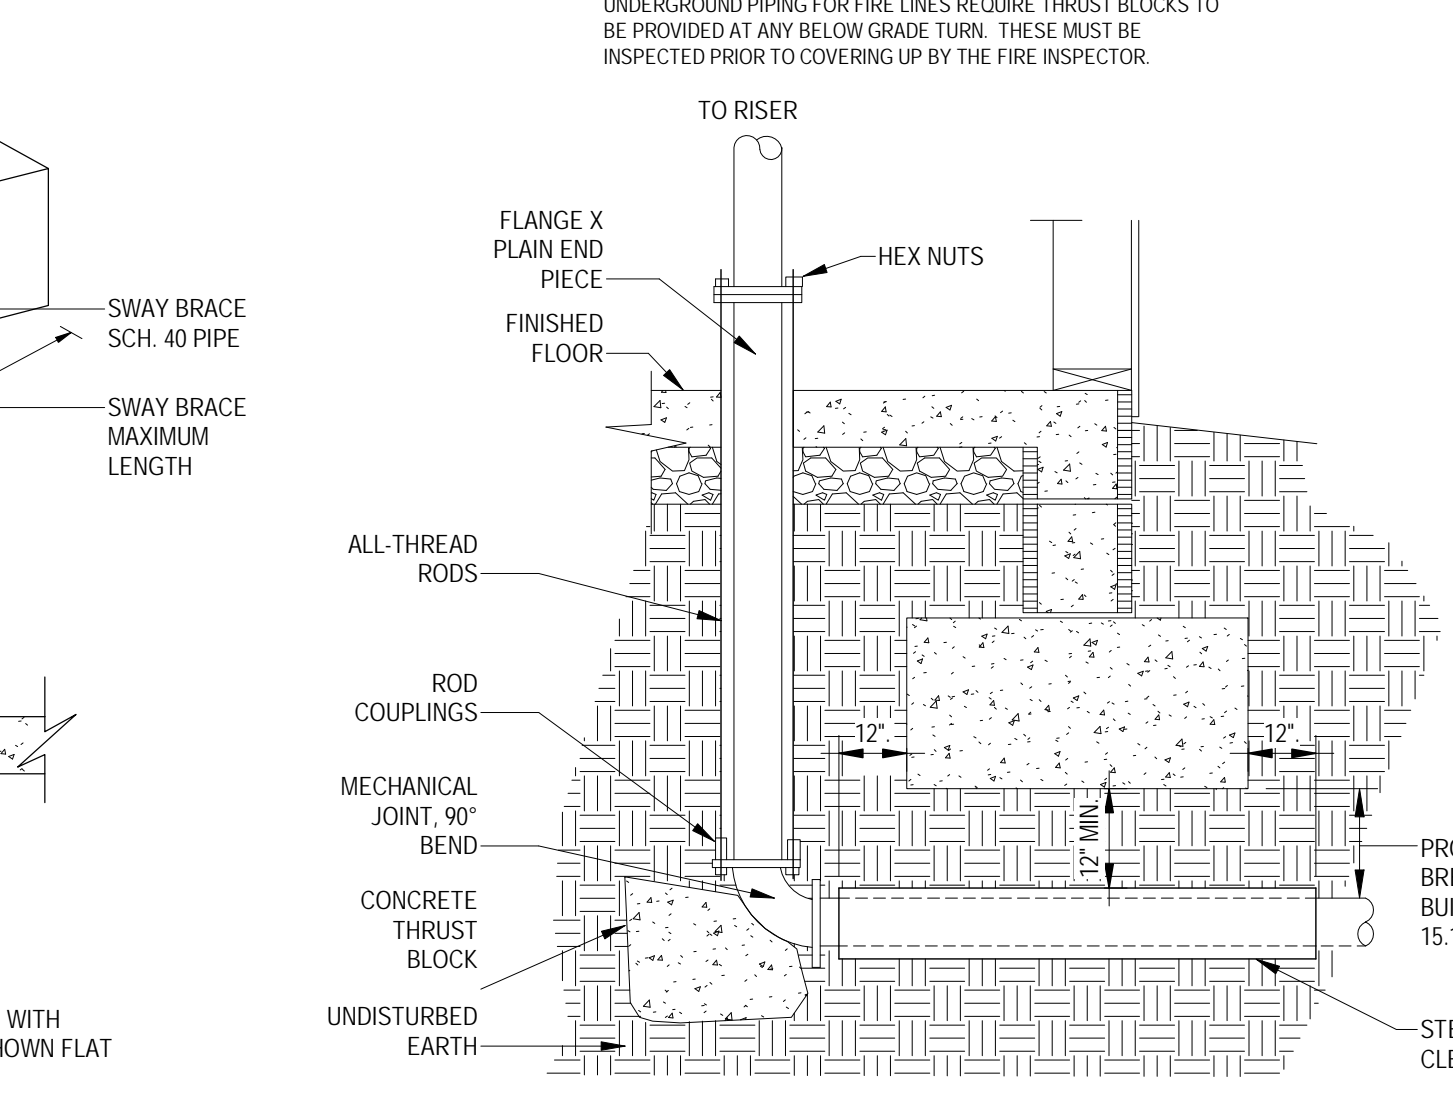 UNDERGROUND PIPING FOR FIRE LINES REQUIRE THRUST BLOCKS TO
BE PROVIDED AT ANY BELOW GRADE TURN. THESE MUST BE
INSPECTED PRIOR TO COVERING UP BY THE FIRE INSPECTOR.
TO RISER
FLANGE X
PLAIN END
PIECE
HEX NUTS
FINISHED
FLOOR
SWAY BRACE
SCH. 40 PIPE
SWAY BRACE
MAXIMUM
LENGTH
ALL-THREAD
RODS
ROD
COUPLINGS
12".
12".
12" MIN.
MECHANICAL
JOINT, 90°
BEND
CONCRETE
THRUST
BLOCK
UNDISTURBED
EARTH
WITH
FLAT